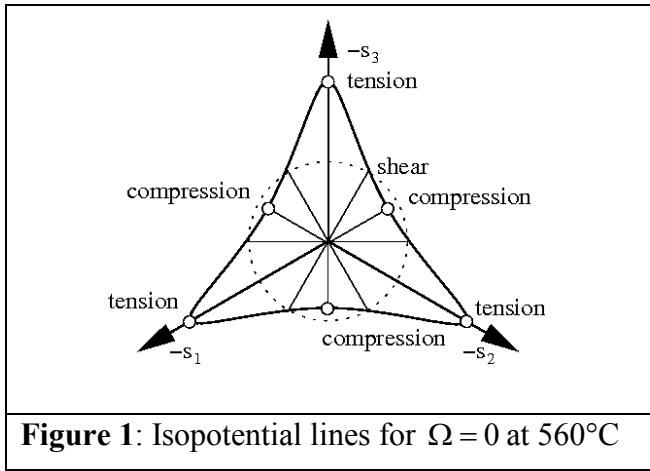 −s3
tension
shear
compression
compression
tension
tension
compression
−s1
−s2
Figure 1: Isopotential lines for Ω = 0 at 560°C